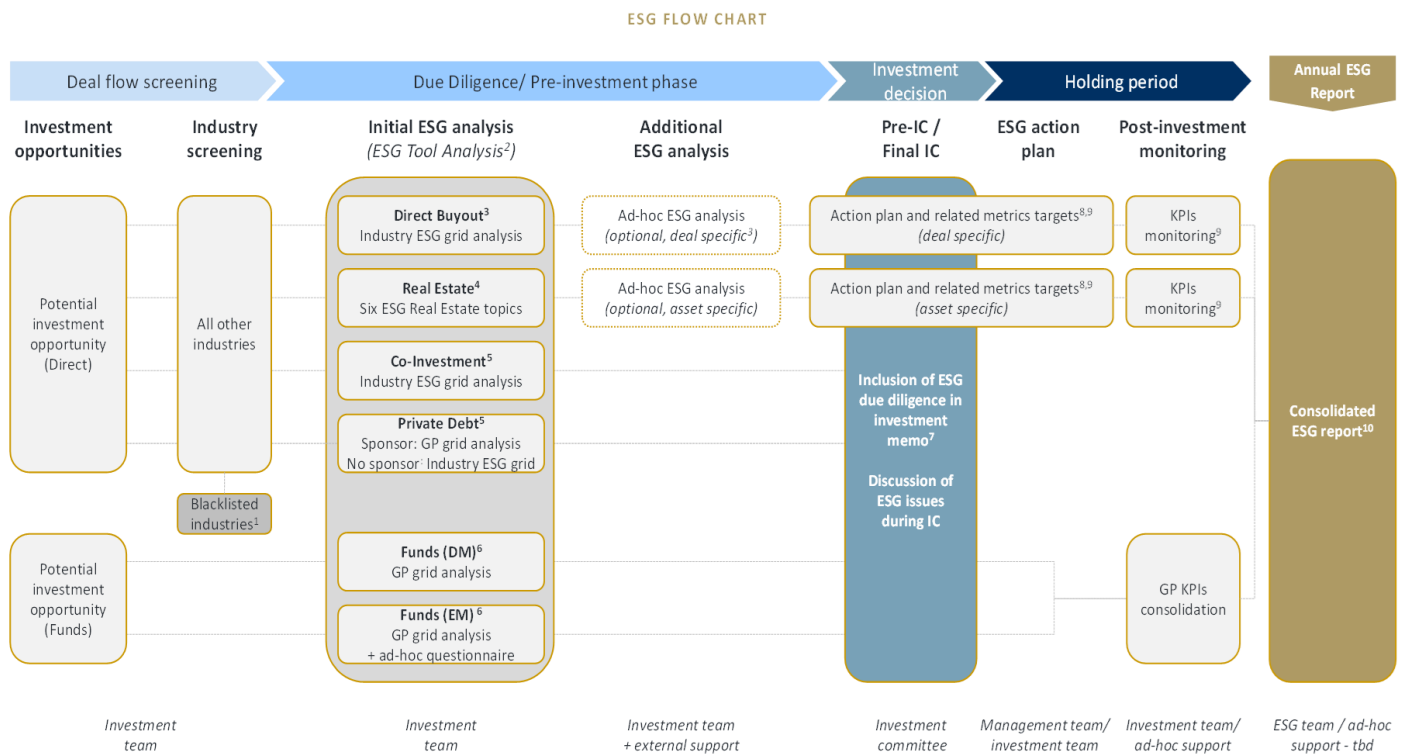 ESG FLOW CHART
Deal flow screening
Due Diligence/ Pre-investment phase
Investment
decision
Holding period
Annual ESG
Report
Investment
opportunities
Industry
screening
Initial ESG analysis
(ESG Tool Analysis²)
Additional
ESG analysis
Pre-IC /
Final IC
ESG action
plan
Post-investment
monitoring
Potential
investment
opportunity
(Direct)
All other
industries
Blacklisted
industries¹
Potential
investment
opportunity
(Funds)
Direct Buyout³
Industry ESG grid analysis
Real Estate⁴
Six ESG Real Estate topics
Co-Investment⁵
Industry ESG grid analysis
Private Debt⁵
Sponsor: GP grid analysis
No sponsor: Industry ESG grid
Funds (DM)⁶
GP grid analysis
Funds (EM) ⁶
GP grid analysis
+ ad-hoc questionnaire
Ad-hoc ESG analysis
(optional, deal specific³)
Ad-hoc ESG analysis
(optional, asset specific)
Action plan and related metrics targets⁸,⁹
(deal specific)
Action plan and related metrics targets⁸,⁹
(asset specific)
Inclusion of ESG
due diligence in
investment
memo⁷
Discussion of
ESG issues
during IC
KPIs
monitoring⁹
KPIs
monitoring⁹
GP KPIs
consolidation
Consolidated
ESG report¹⁰
Investment
team
Investment
team
Investment team
+ external support
Investment
committee
Management team/
investment team
Investment team/
ad-hoc support
ESG team / ad-hoc
support - tbd